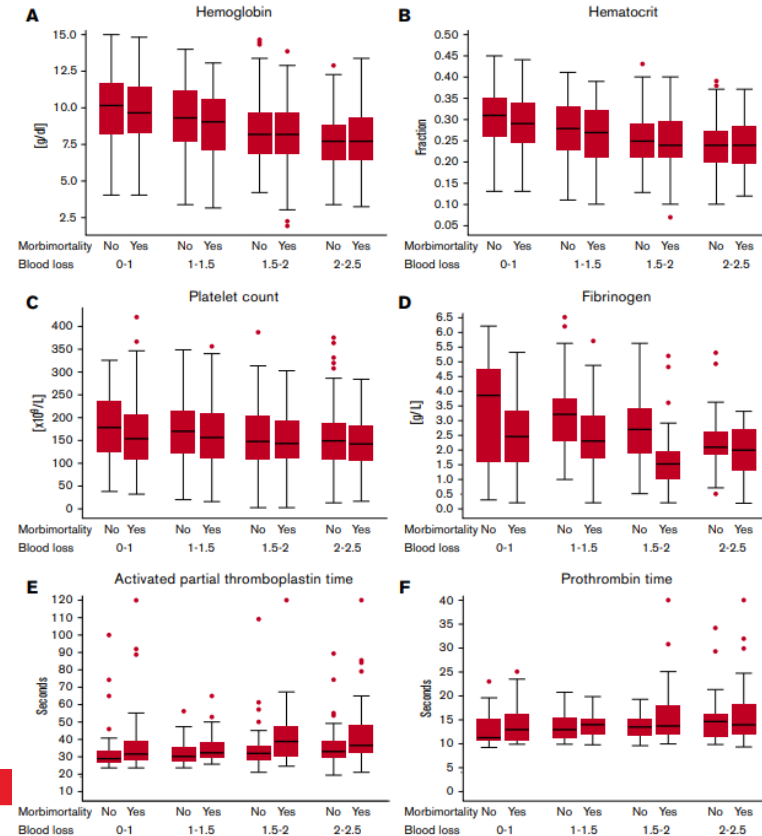 A Hemoglobin
15.0
12.5
10.0
7.5
5.0
2.5
[g/dl]
Morbimortality No Yes No Yes No Yes No Yes
Blood loss 0-1 1-1.5 1.5-2 2-2.5
B Hematocrit
0.50
0.45
0.40
0.35
0.30
0.25
0.20
0.15
0.10
0.05
Fraction
Morbimortality No Yes No Yes No Yes No Yes
Blood loss 0-1 1-1.5 1.5-2 2-2.5
C Platelet count
400
350
300
250
200
150
100
50
0
[x10⁹/L]
Morbimortality No Yes No Yes No Yes No Yes
Blood loss 0-1 1-1.5 1.5-2 2-2.5
D Fibrinogen
6.5
6.0
5.5
5.0
4.5
4.0
3.5
3.0
2.5
2.0
1.5
1.0
0.5
0.0
[g/L]
Morbimortality No Yes No Yes No Yes No Yes
Blood loss 0-1 1-1.5 1.5-2 2-2.5
E Activated partial thromboplastin time
120
110
100
90
80
70
60
50
40
30
20
10
Seconds
Morbimortality No Yes No Yes No Yes No Yes
Blood loss 0-1 1-1.5 1.5-2 2-2.5
F Prothrombin time
40
35
30
25
20
15
10
5
0
Seconds
Morbimortality No Yes No Yes No Yes No Yes
Blood loss 0-1 1-1.5 1.5-2 2-2.5